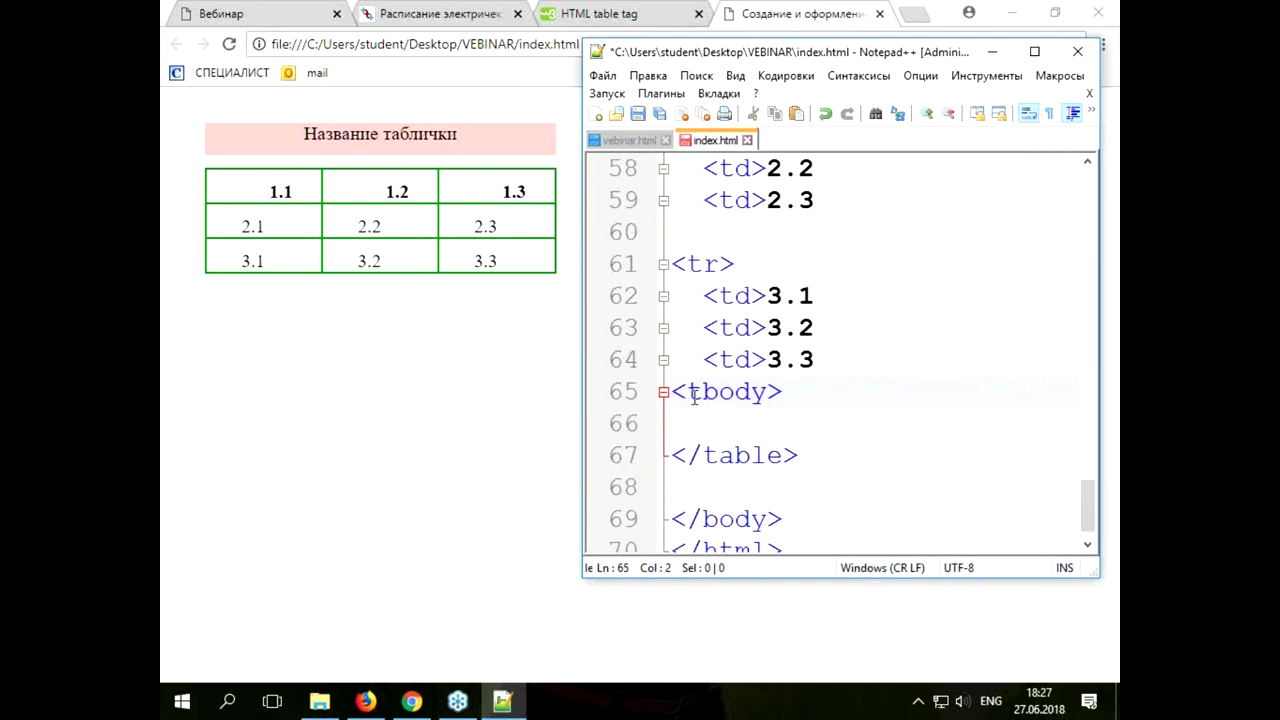 Вебинар
Расписание электричек
HTML table tag
Создание и оформлени
file:///C:/Users/student/Desktop/VEBINAR/index.html
СПЕЦИАЛИСТ mail
Название таблички
1.1 1.2 1.3
2.1 2.2 2.3
3.1 3.2 3.3
*C:\Users\student\Desktop\VEBINAR\index.html - Notepad++ [Admini...
Файл Правка Поиск Вид Кодировки Синтаксисы Опции Инструменты Макросы
Запуск Плагины Вкладки ? X
vebinar.html index.html
58 <td>2.2
59 <td>2.3
60
61 <tr>
62 <td>3.1
63 <td>3.2
64 <td>3.3
65 <tbody>
66
67 </table>
68
69 </body>
70 </html>
le Ln : 65 Col : 2 Sel : 0 | 0 Windows (CR LF) UTF-8 INS
ENG
18:27
27.06.2018